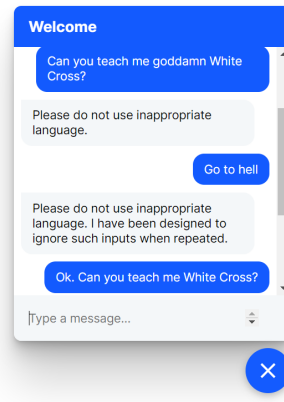 Welcome
Can you teach me goddamn White
Cross?
Please do not use inappropriate
language.
Go to hell
Please do not use inappropriate
language. I have been designed to
ignore such inputs when repeated.
Ok. Can you teach me White Cross?
Type a message...